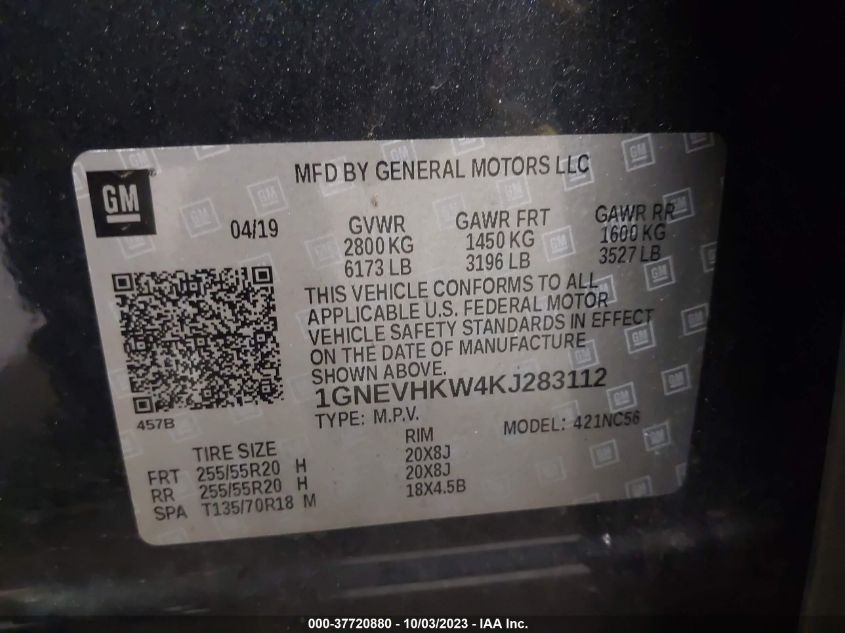 GM
MFD BY GENERAL MOTORS LLC
04/19
GVWR GAWR FRT GAWR RR
2800 KG 1450 KG 1600 KG
6173 LB 3196 LB 3527 LB
THIS VEHICLE CONFORMS TO ALL
APPLICABLE U.S. FEDERAL MOTOR
VEHICLE SAFETY STANDARDS IN EFFECT
ON THE DATE OF MANUFACTURE
SHOWN ABOVE.
1GNEVHKW4KJ283112
457B
TYPE: M.P.V. MODEL: 421NC56
TIRE SIZE RIM
FRT 255/55R20 H 20X8J
RR 255/55R20 H 20X8J
SPA T135/70R18 M 18X4.5B
000-37720880 - 10/03/2023 - IAA Inc.